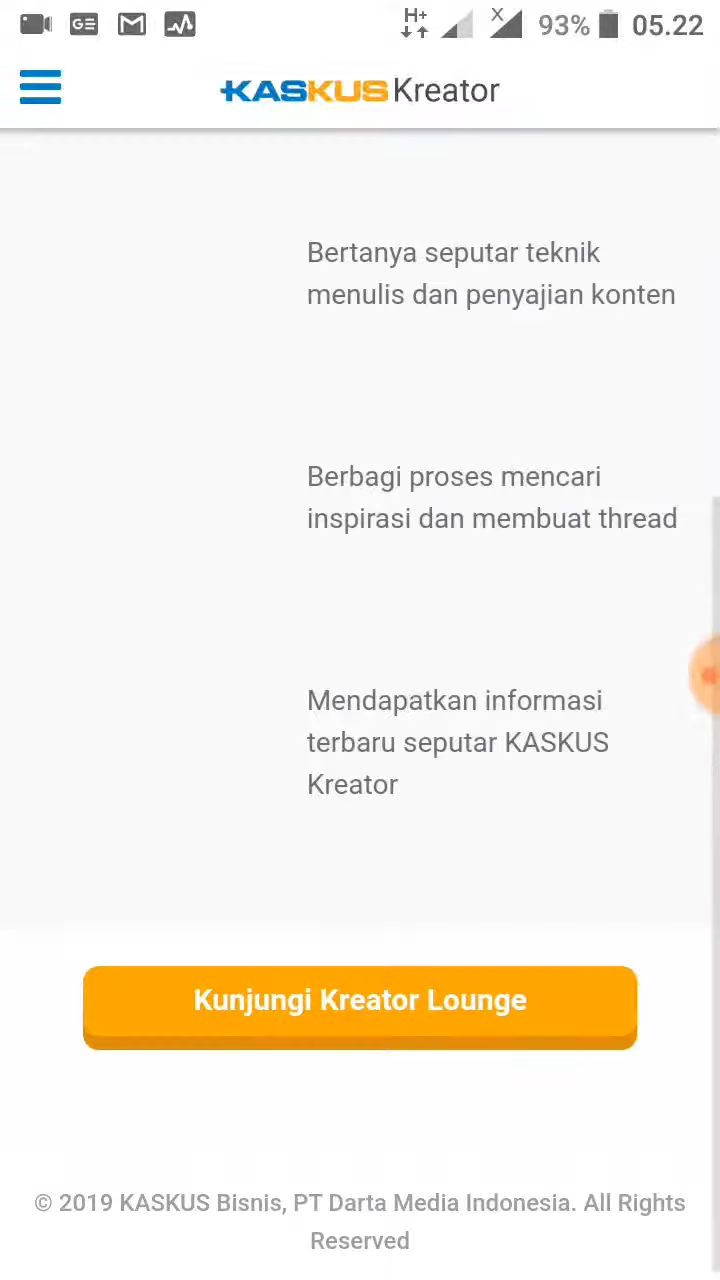 GE
H+
X
93%
05.22
KASKUS Kreator
Bertanya seputar teknik
menulis dan penyajian konten
Berbagi proses mencari
inspirasi dan membuat thread
Mendapatkan informasi
terbaru seputar KASKUS
Kreator
Kunjungi Kreator Lounge
© 2019 KASKUS Bisnis, PT Darta Media Indonesia. All Rights
Reserved